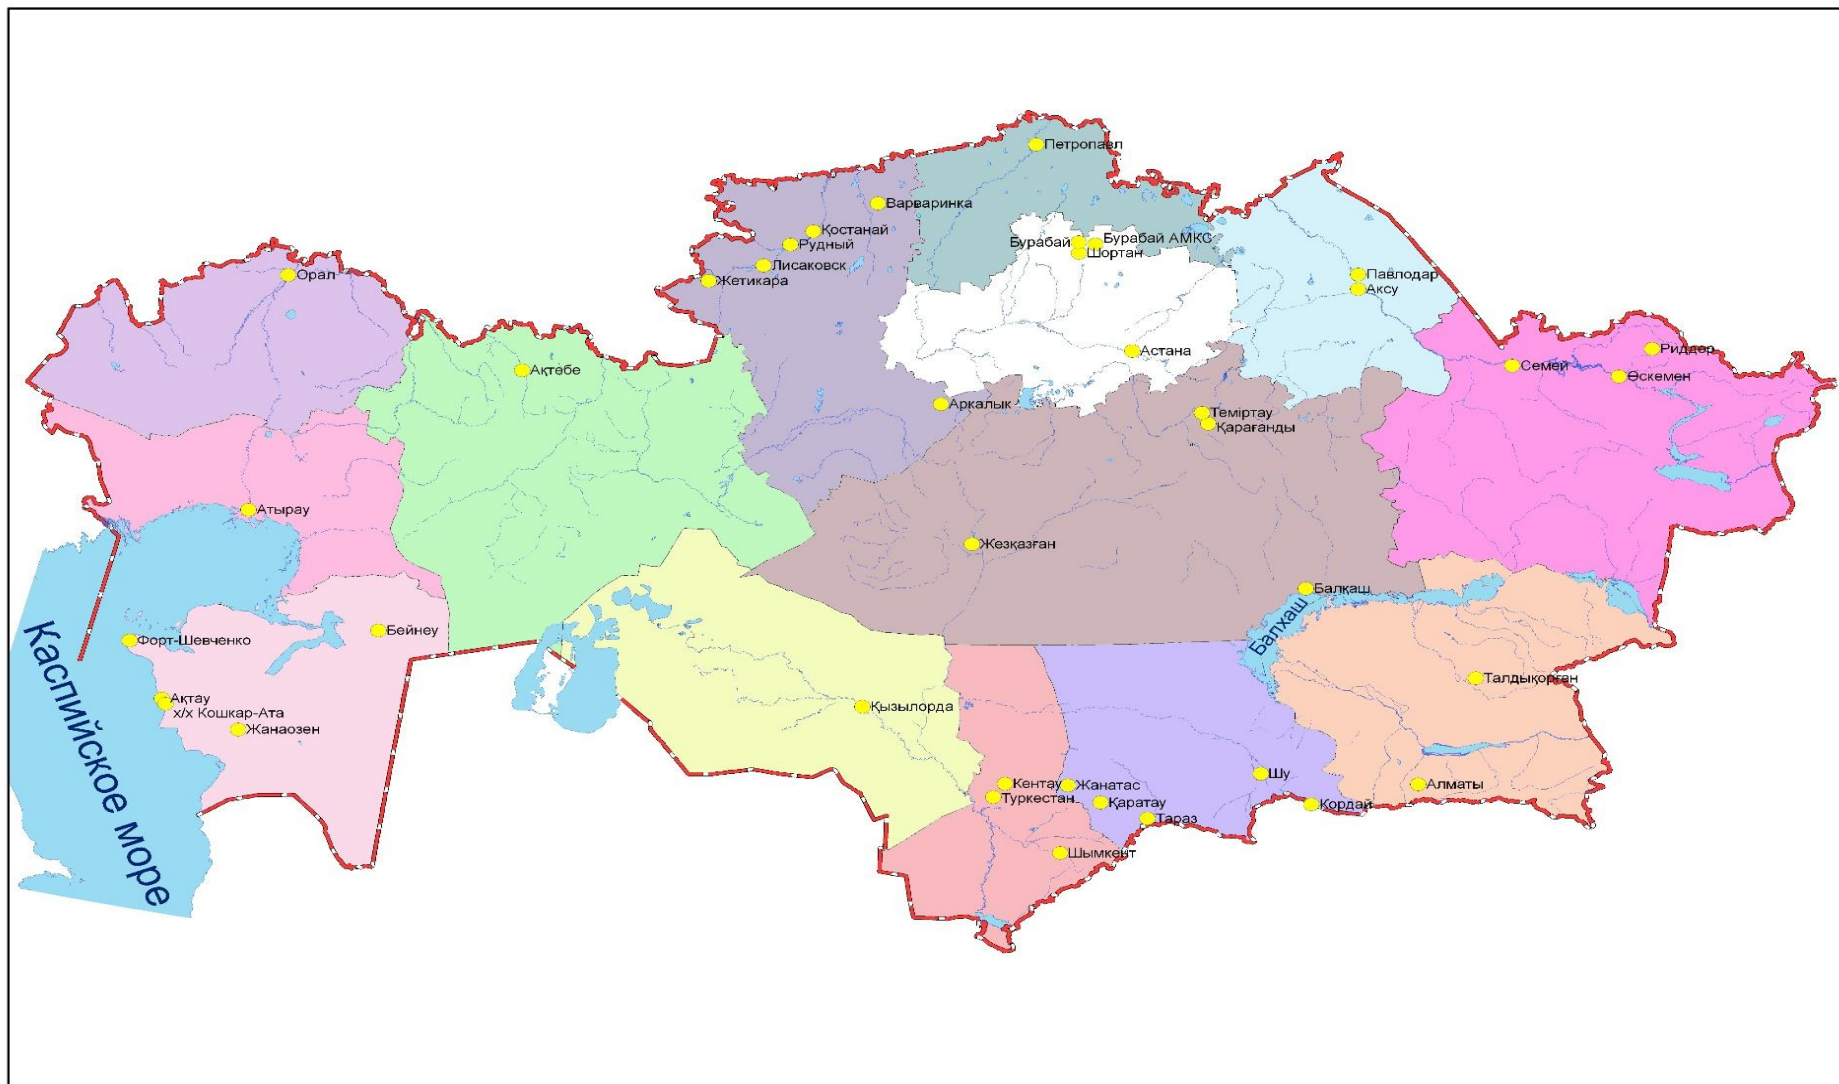 Петропавл
Варваринка
Қостанай
Рудный
Бурабай
Бурабай АМКС
Шортан
Лисаковск
Жетикара
Орал
Павлодар
Аксу
Астана
Риддер
Семей
Өскемен
Ақтөбе
Аркалык
Теміртау
Қарағанды
Атырау
Жезқазған
Балқаш
Балхаш
Бейнеу
Форт-Шевченко
Каспийское море
Талдықорған
Ақтау
х/х Кошкар-Ата
Жанаозен
Қызылорда
Шу
Кентау
Жанатас
Алматы
Туркестан
Қаратау
Қордай
Тараз
Шымкент